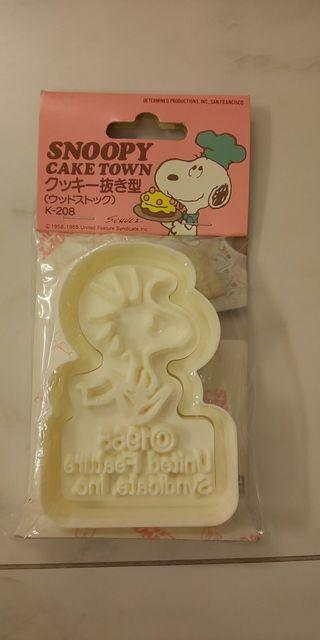 DETERMINED PRODUCTIONS, INC., SAN FRANCISCO
SNOOPY
CAKE TOWN
クッキー抜き型
(ウッドストック)
K-208
SCHULZ
©1958, 1965 United Feature Syndicate, Inc.
©1965
United Feature
Syndicate, Inc.